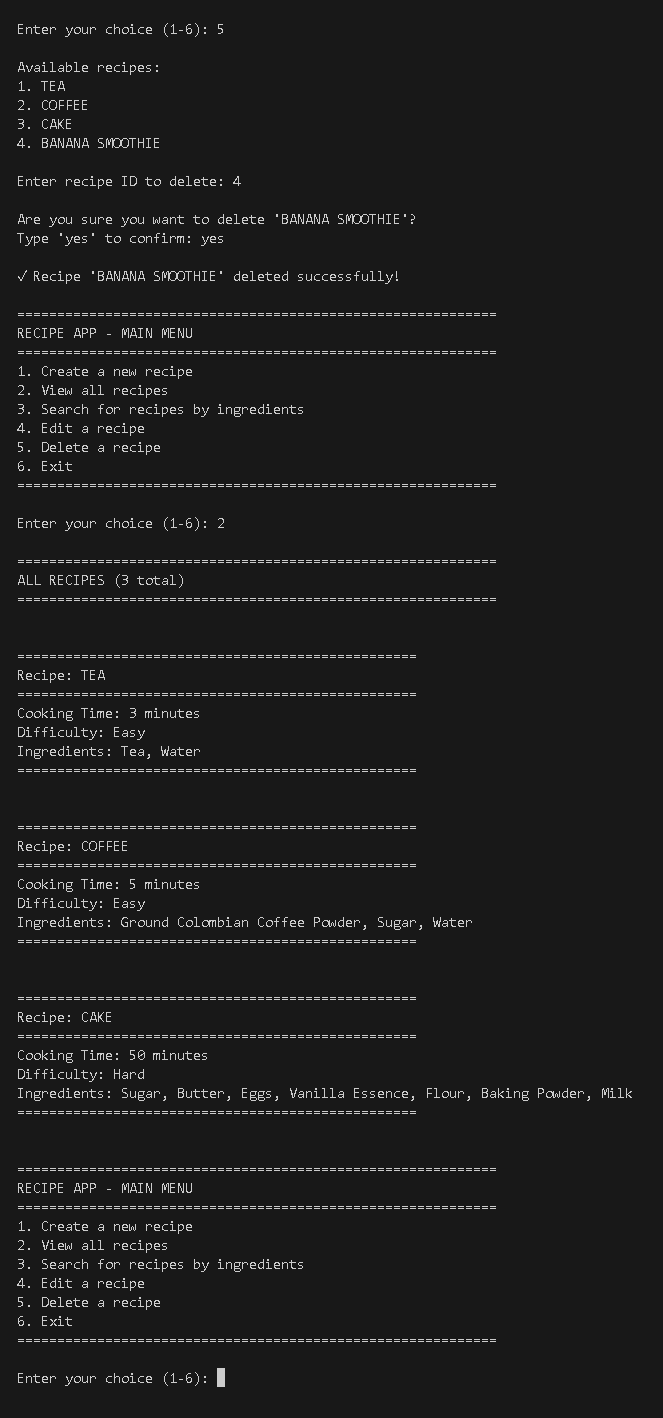 Enter your choice (1-6): 5
Available recipes:
1. TEA
2. COFFEE
3. CAKE
4. BANANA SMOOTHIE
Enter recipe ID to delete: 4
Are you sure you want to delete 'BANANA SMOOTHIE'?
Type 'yes' to confirm: yes
✓ Recipe 'BANANA SMOOTHIE' deleted successfully!
============================================================
RECIPE APP - MAIN MENU
============================================================
1. Create a new recipe
2. View all recipes
3. Search for recipes by ingredients
4. Edit a recipe
5. Delete a recipe
6. Exit
============================================================
Enter your choice (1-6): 2
============================================================
ALL RECIPES (3 total)
============================================================
==================================================
Recipe: TEA
==================================================
Cooking Time: 3 minutes
Difficulty: Easy
Ingredients: Tea, Water
==================================================
==================================================
Recipe: COFFEE
==================================================
Cooking Time: 5 minutes
Difficulty: Easy
Ingredients: Ground Colombian Coffee Powder, Sugar, Water
==================================================
==================================================
Recipe: CAKE
==================================================
Cooking Time: 50 minutes
Difficulty: Hard
Ingredients: Sugar, Butter, Eggs, Vanilla Essence, Flour, Baking Powder, Milk
==================================================
============================================================
RECIPE APP - MAIN MENU
============================================================
1. Create a new recipe
2. View all recipes
3. Search for recipes by ingredients
4. Edit a recipe
5. Delete a recipe
6. Exit
============================================================
Enter your choice (1-6):